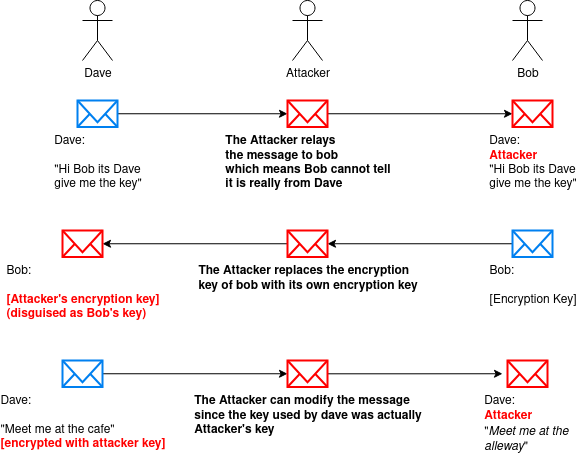 Dave
Attacker
Bob
Dave:
"Hi Bob its Dave
give me the key"
The Attacker relays
the message to bob
which means Bob cannot tell
it is really from Dave
Dave:
Attacker
"Hi Bob its Dave
give me the key"
Bob:
[Attacker's encryption key]
(disguised as Bob's key)
The Attacker replaces the encryption
key of bob with its own encryption key
Bob:
[Encryption Key]
Dave:
"Meet me at the cafe"
[encrypted with attacker key]
The Attacker can modify the message
since the key used by dave was actually
Attacker's key
Dave:
Attacker
"Meet me at the
alleway"